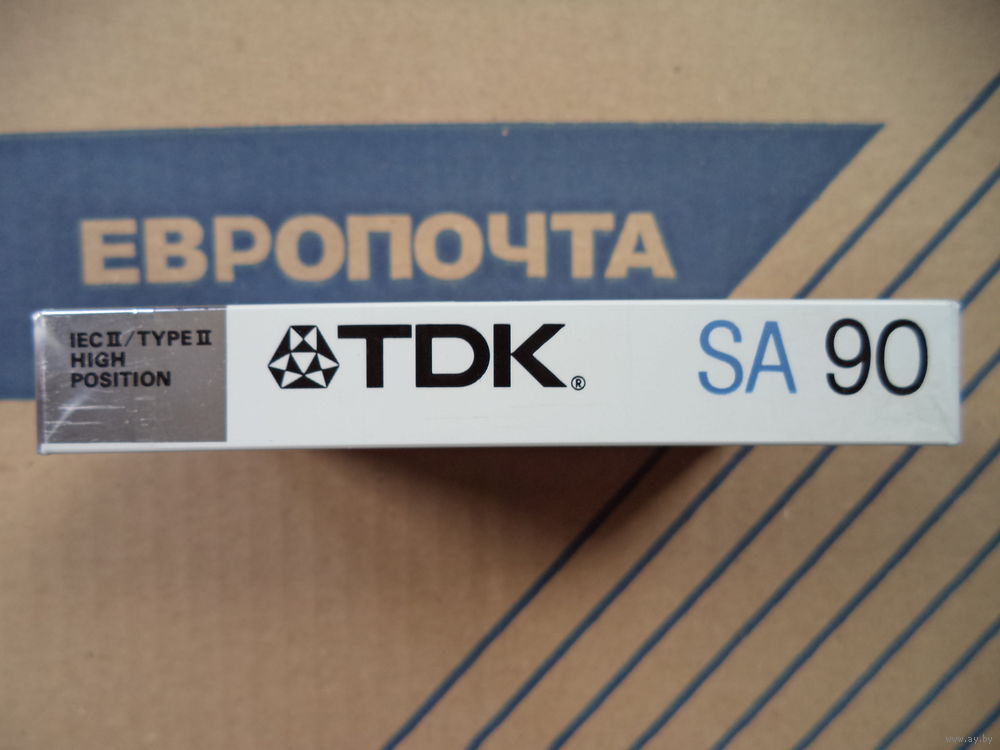 ЕВРОПОЧТА
IEC II/TYPE II
HIGH
POSITION
TDK®
SA 90
www.ay.by